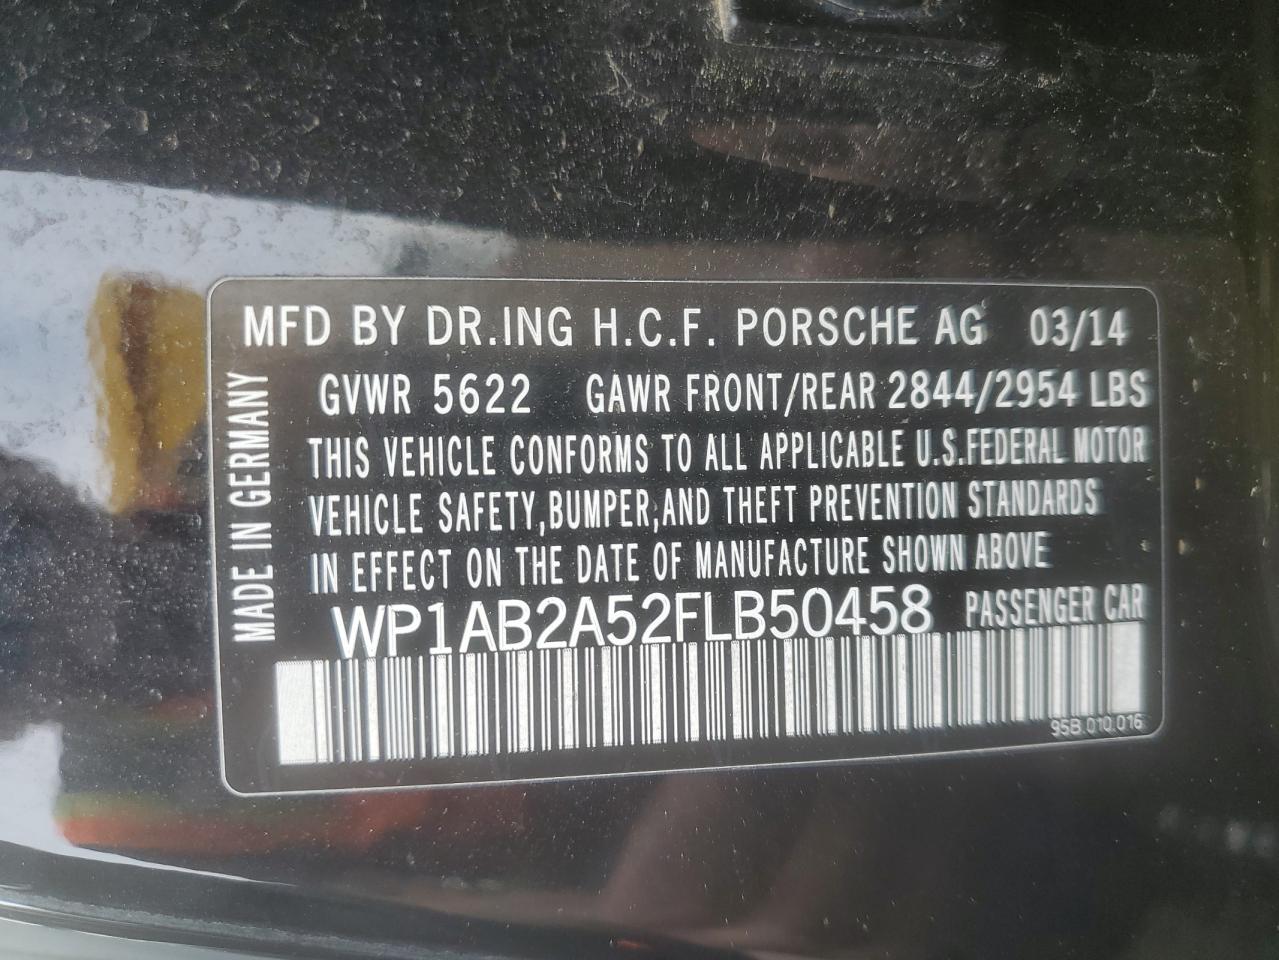 MFD BY DR.ING H.C.F. PORSCHE AG 03/14
GVWR 5622 GAWR FRONT/REAR 2844/2954 LBS
THIS VEHICLE CONFORMS TO ALL APPLICABLE U.S.FEDERAL MOTOR
VEHICLE SAFETY,BUMPER,AND THEFT PREVENTION STANDARDS
IN EFFECT ON THE DATE OF MANUFACTURE SHOWN ABOVE
WP1AB2A52FLB50458 PASSENGER CAR
95B.010.016
MADE IN GERMANY